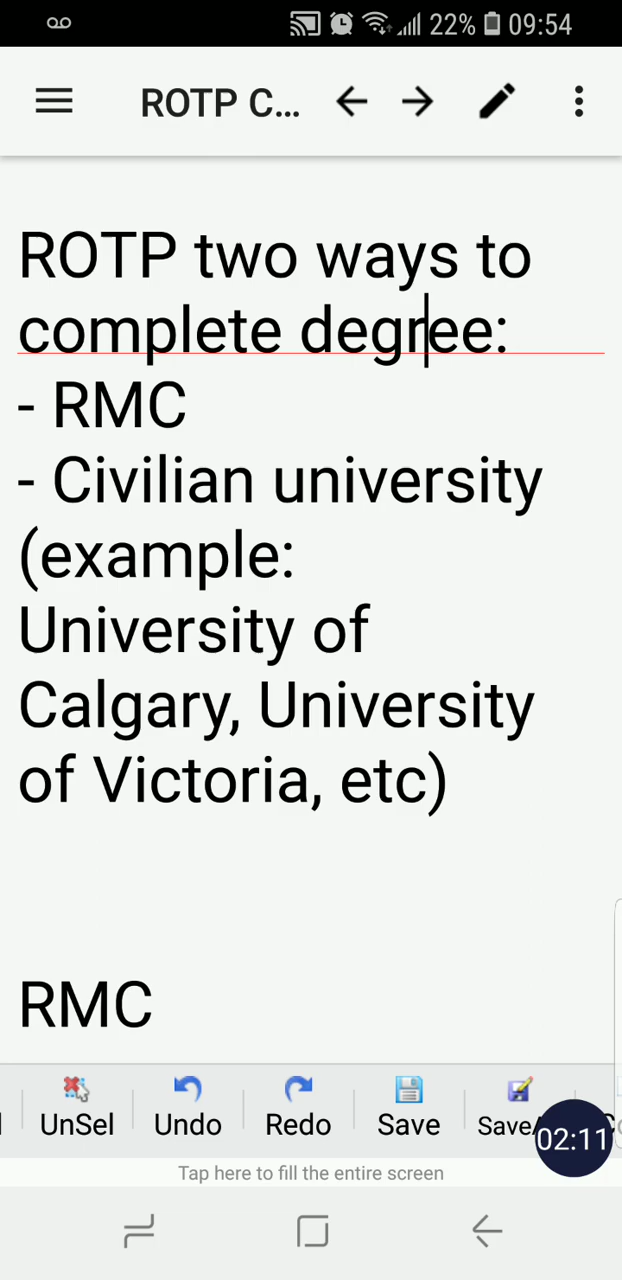 22% 09:54
ROTP C...
ROTP two ways to
complete degree:
- RMC
- Civilian university
(example:
University of
Calgary, University
of Victoria, etc)
RMC
UnSel Undo Redo Save Save
02:11
Tap here to fill the entire screen